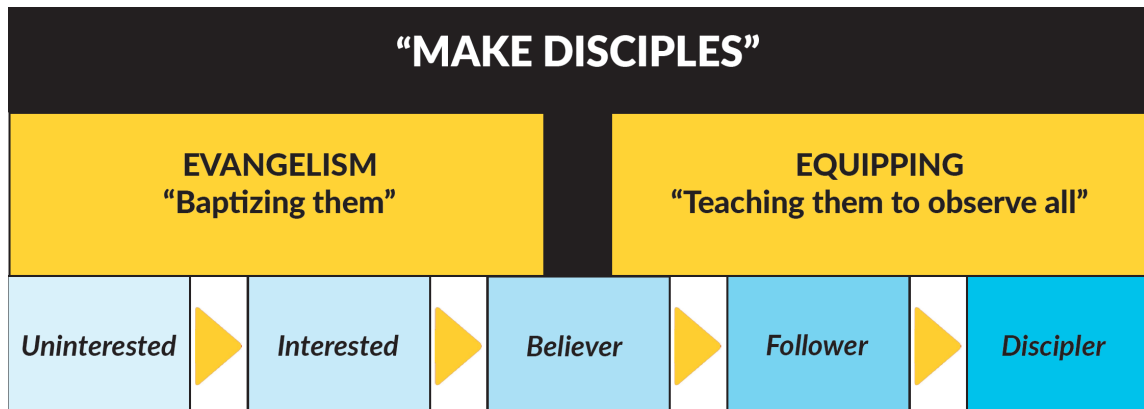 “MAKE DISCIPLES”
EVANGELISM
“Baptizing them”
EQUIPPING
“Teaching them to observe all”
Uninterested
Interested
Believer
Follower
Discipler